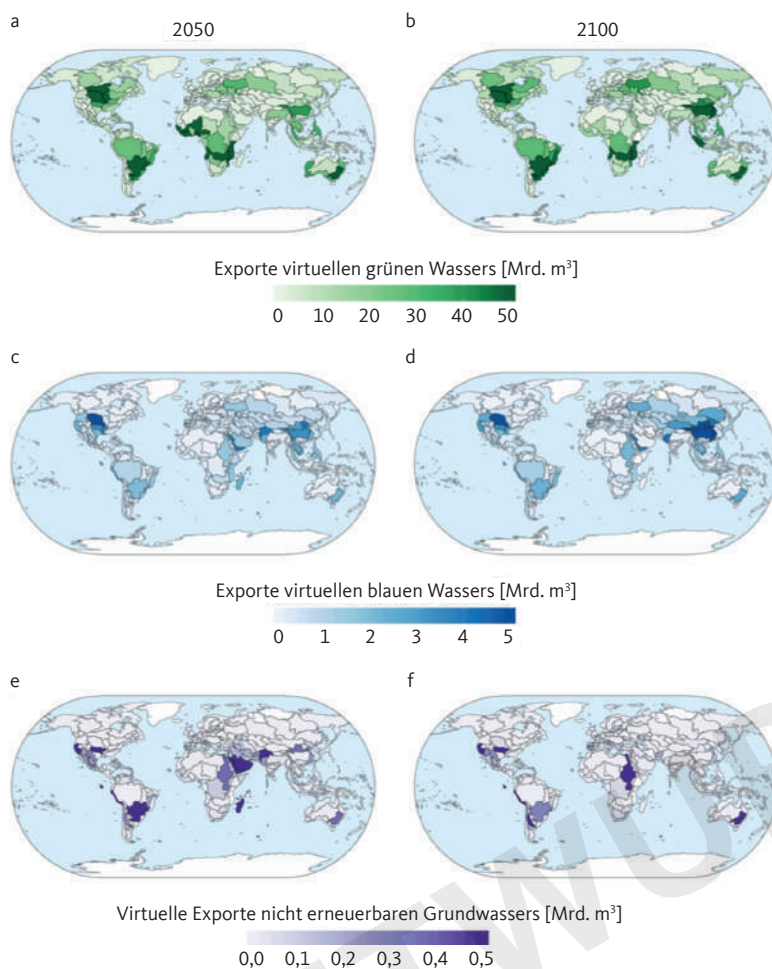 a
2050
b
2100
Exporte virtuellen grünen Wassers [Mrd. m³]
0 10 20 30 40 50
c
d
Exporte virtuellen blauen Wassers [Mrd. m³]
0 1 2 3 4 5
e
f
Virtuelle Exporte nicht erneuerbaren Grundwassers [Mrd. m³]
0,0 0,1 0,2 0,3 0,4 0,5
TWUR